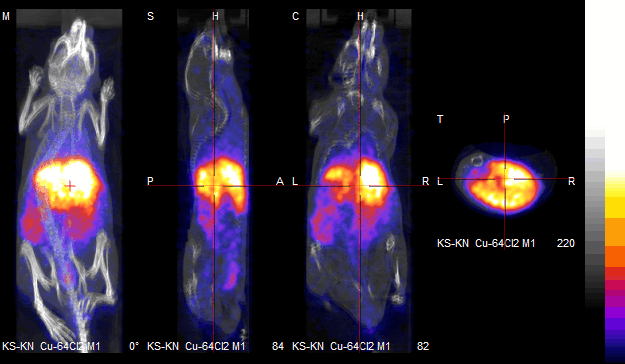 M
0°
KS-KN Cu-64Cl2 M1
S
H
P
A
84
KS-KN Cu-64Cl2 M1
C
H
L
R
82
KS-KN Cu-64Cl2 M1
T
P
L
R
KS-KN Cu-64Cl2 M1
220